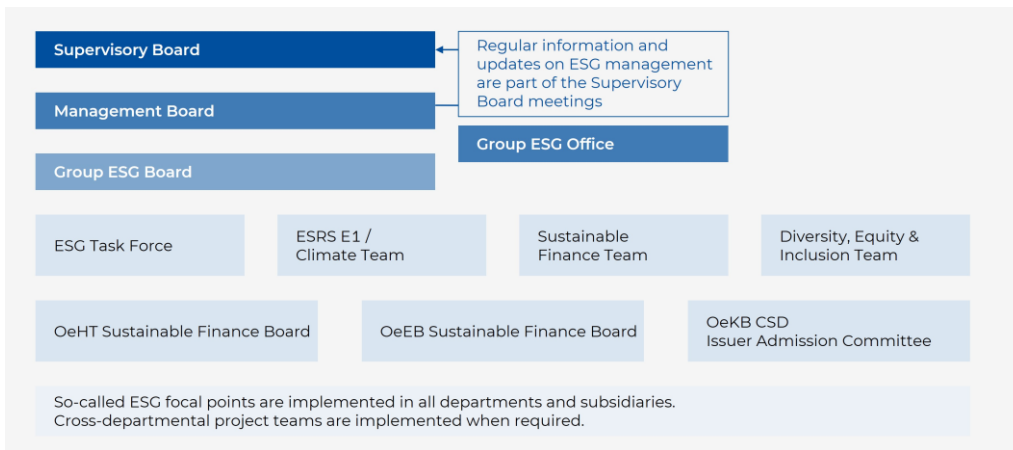 Supervisory Board
Regular information and
updates on ESG management
are part of the Supervisory
Board meetings
Management Board
Group ESG Office
Group ESG Board
ESG Task Force
ESRS E1 /
Climate Team
Sustainable
Finance Team
Diversity, Equity &
Inclusion Team
OeHT Sustainable Finance Board
OeEB Sustainable Finance Board
OeKB CSD
Issuer Admission Committee
So-called ESG focal points are implemented in all departments and subsidiaries.
Cross-departmental project teams are implemented when required.